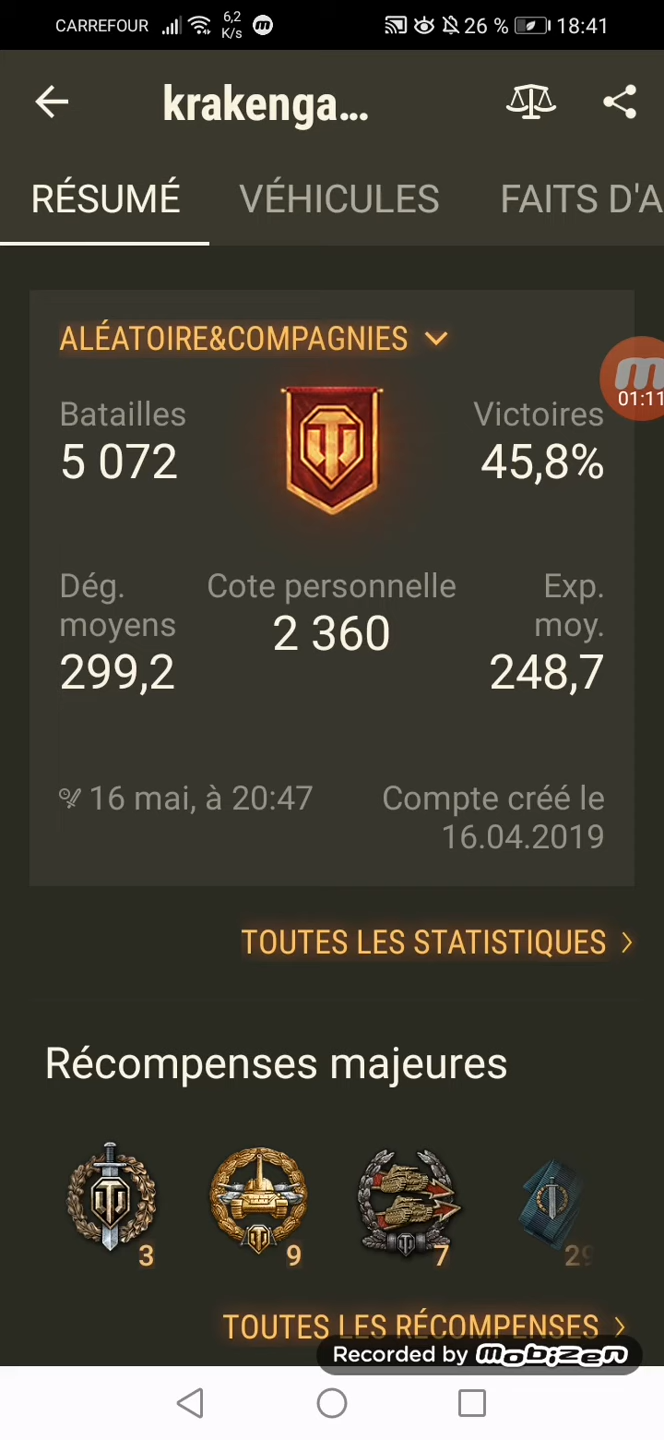 CARREFOUR 6,2 K/s 26 % 18:41
krakenga...
RÉSUMÉ VÉHICULES FAITS D'A
ALÉATOIRE&COMPAGNIES
01:11
Batailles Victoires
5 072 45,8%
Dég. moyens Cote personnelle Exp. moy.
299,2 2 360 248,7
16 mai, à 20:47 Compte créé le
16.04.2019
TOUTES LES STATISTIQUES >
Récompenses majeures
3 9 7 29
TOUTES LES RÉCOMPENSES >
Recorded by mobizen